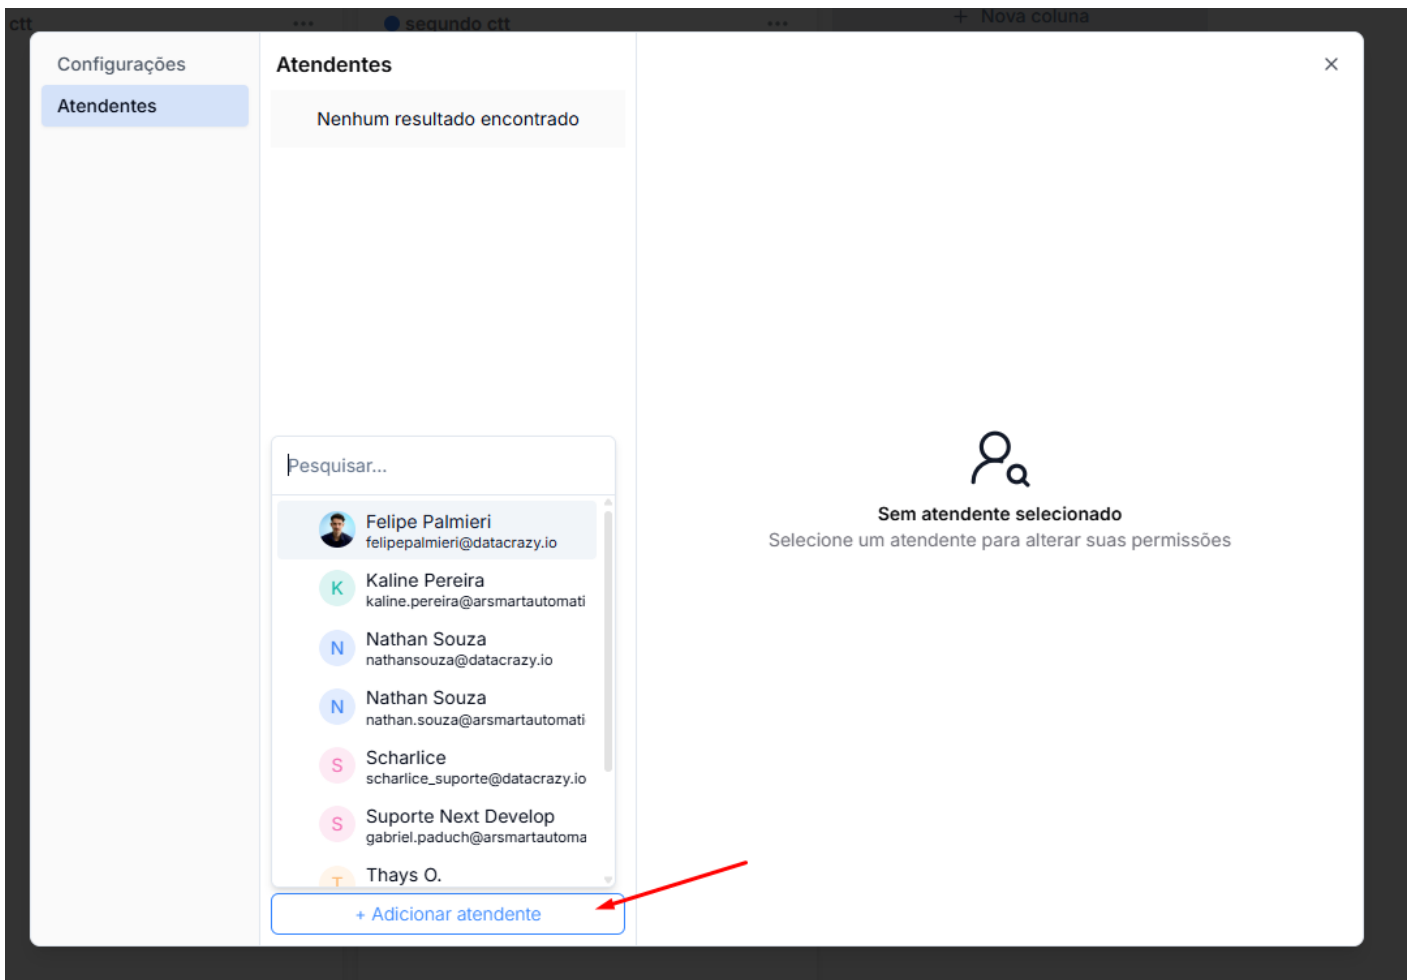 ctt
segundo ctt
+ Nova coluna
Configurações
Atendentes
Atendentes
Nenhum resultado encontrado
Pesquisar...
Felipe Palmieri
felipepalmieri@datacrazy.io
K
Kaline Pereira
kaline.pereira@arsmartautomati
N
Nathan Souza
nathansouza@datacrazy.io
N
Nathan Souza
nathan.souza@arsmartautomati
S
Scharlice
scharlice_suporte@datacrazy.io
S
Suporte Next Develop
gabriel.paduch@arsmartautoma
T
Thays O.
+ Adicionar atendente
Sem atendente selecionado
Selecione um atendente para alterar suas permissões